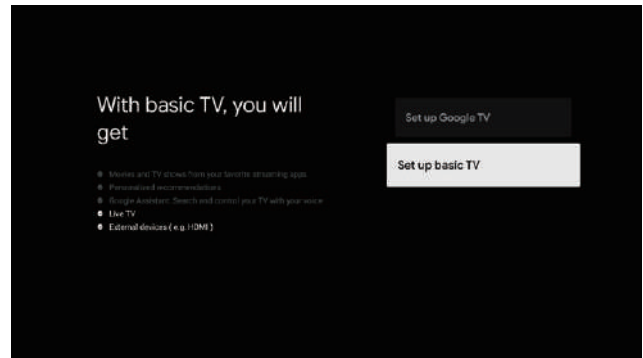 With basic TV, you will
get
Movies and TV shows from your favorite streaming apps
Personalized recommendations
Google Assistant. Search and control your TV with your voice
Live TV
External devices ( e.g. HDMI )
Set up Google TV
Set up basic TV